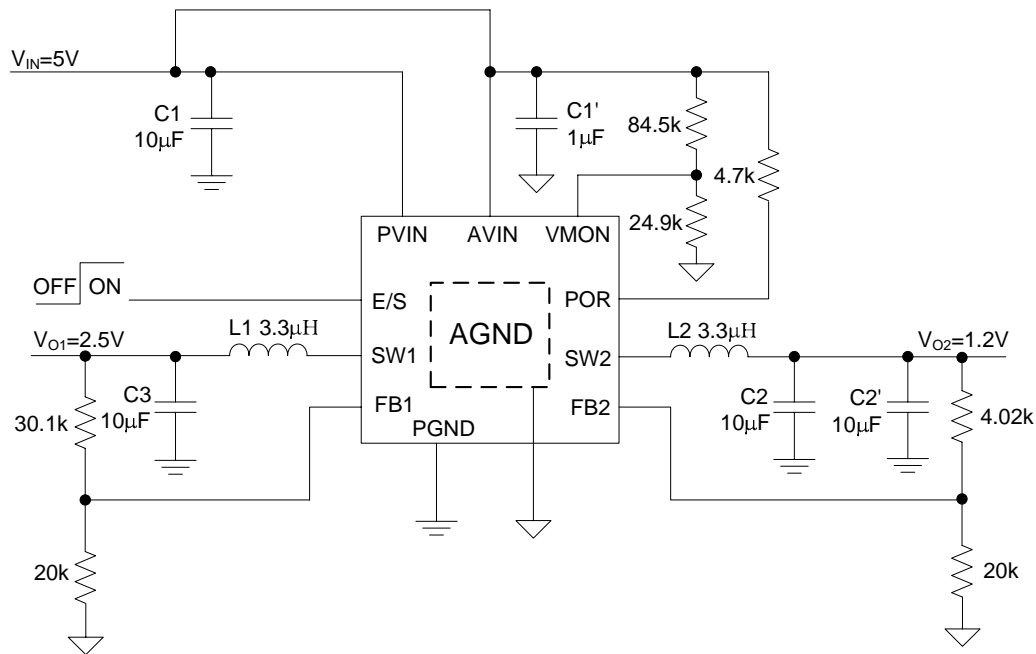 V_IN=5V
C1
10μF
C1'
1μF
84.5k
4.7k
24.9k
PVIN
AVIN
VMON
OFF
ON
E/S
POR
AGND
V_O1=2.5V
L1 3.3μH
SW1
SW2
L2 3.3μH
V_O2=1.2V
C3
10μF
30.1k
FB1
PGND
FB2
C2
10μF
C2'
10μF
4.02k
20k
20k